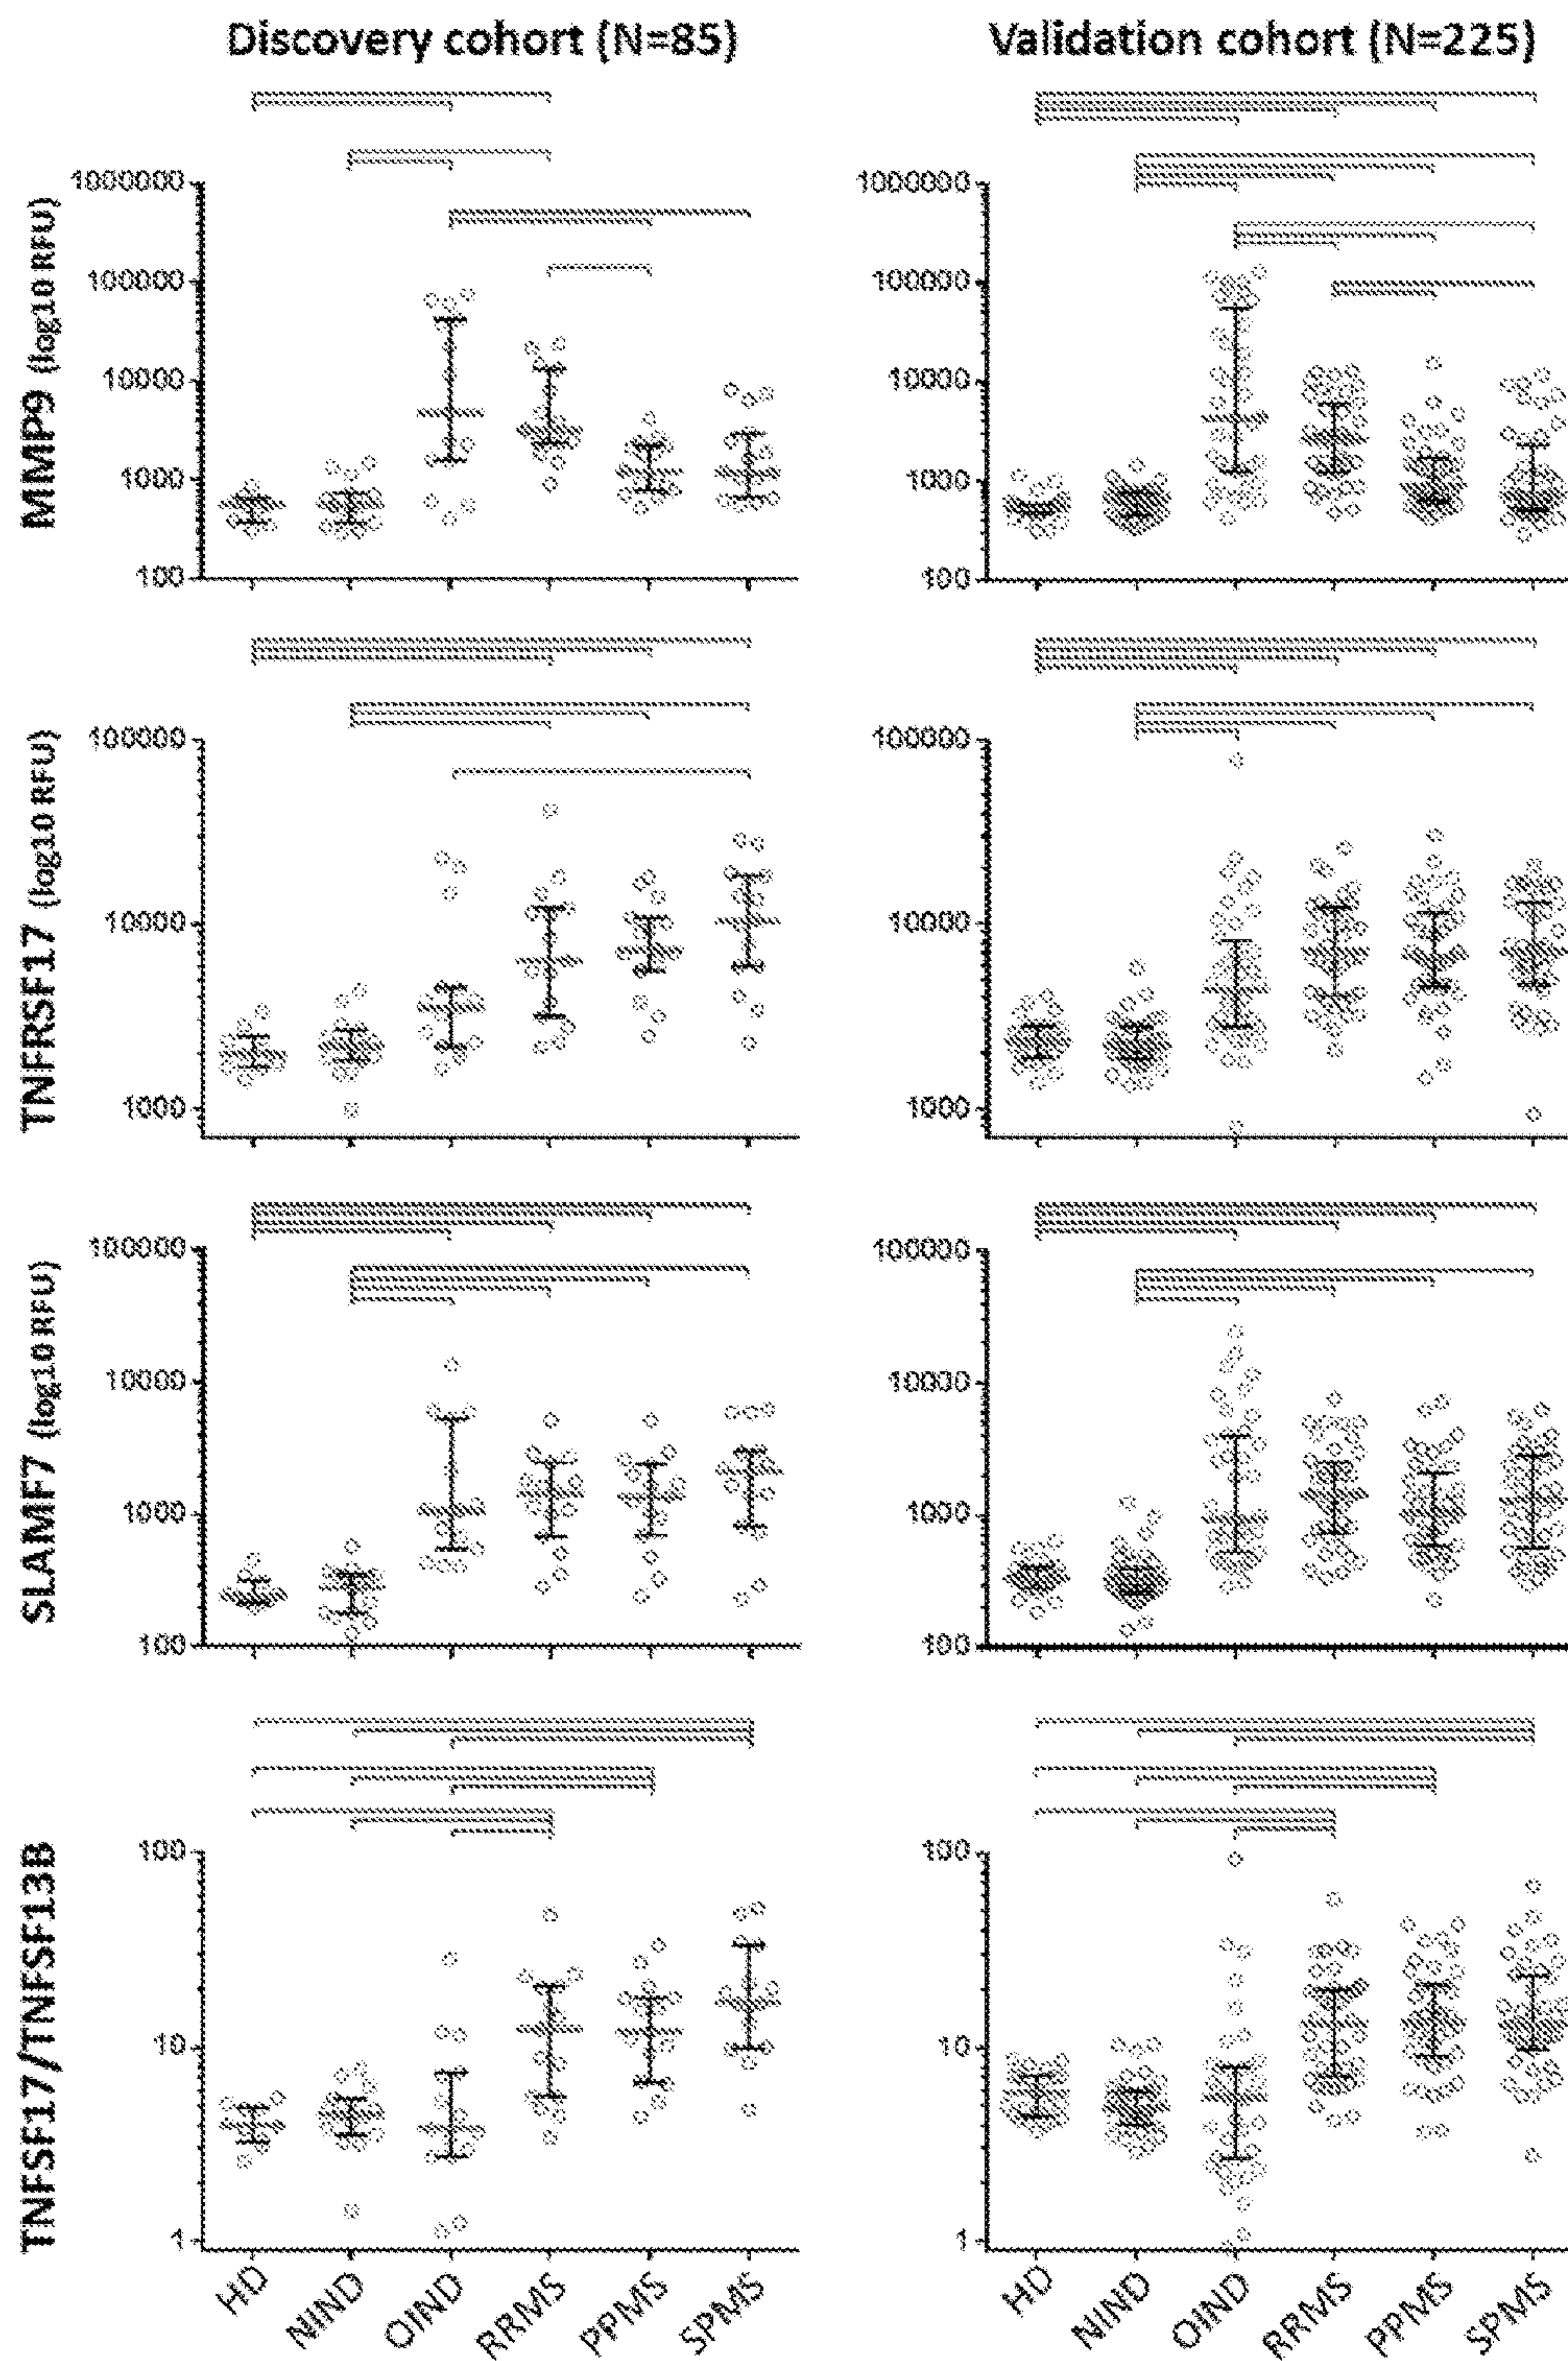 Discovery cohort (N=85)
Validation cohort (N=225)
MMP9 (log10 RFU)
1000000
100000
10000
1000
100
1000000
100000
10000
1000
100
TNFRSF17 (log10 RFU)
100000
10000
1000
100000
10000
1000
SLAMF7 (log10 RFU)
100000
10000
1000
100
100000
10000
1000
100
TNFSF17/TNFSF13B
100
10
1
100
10
1
HD
NIND
OIND
RRMS
PPMS
SPMS
HD
NIND
OIND
RRMS
PPMS
SPMS